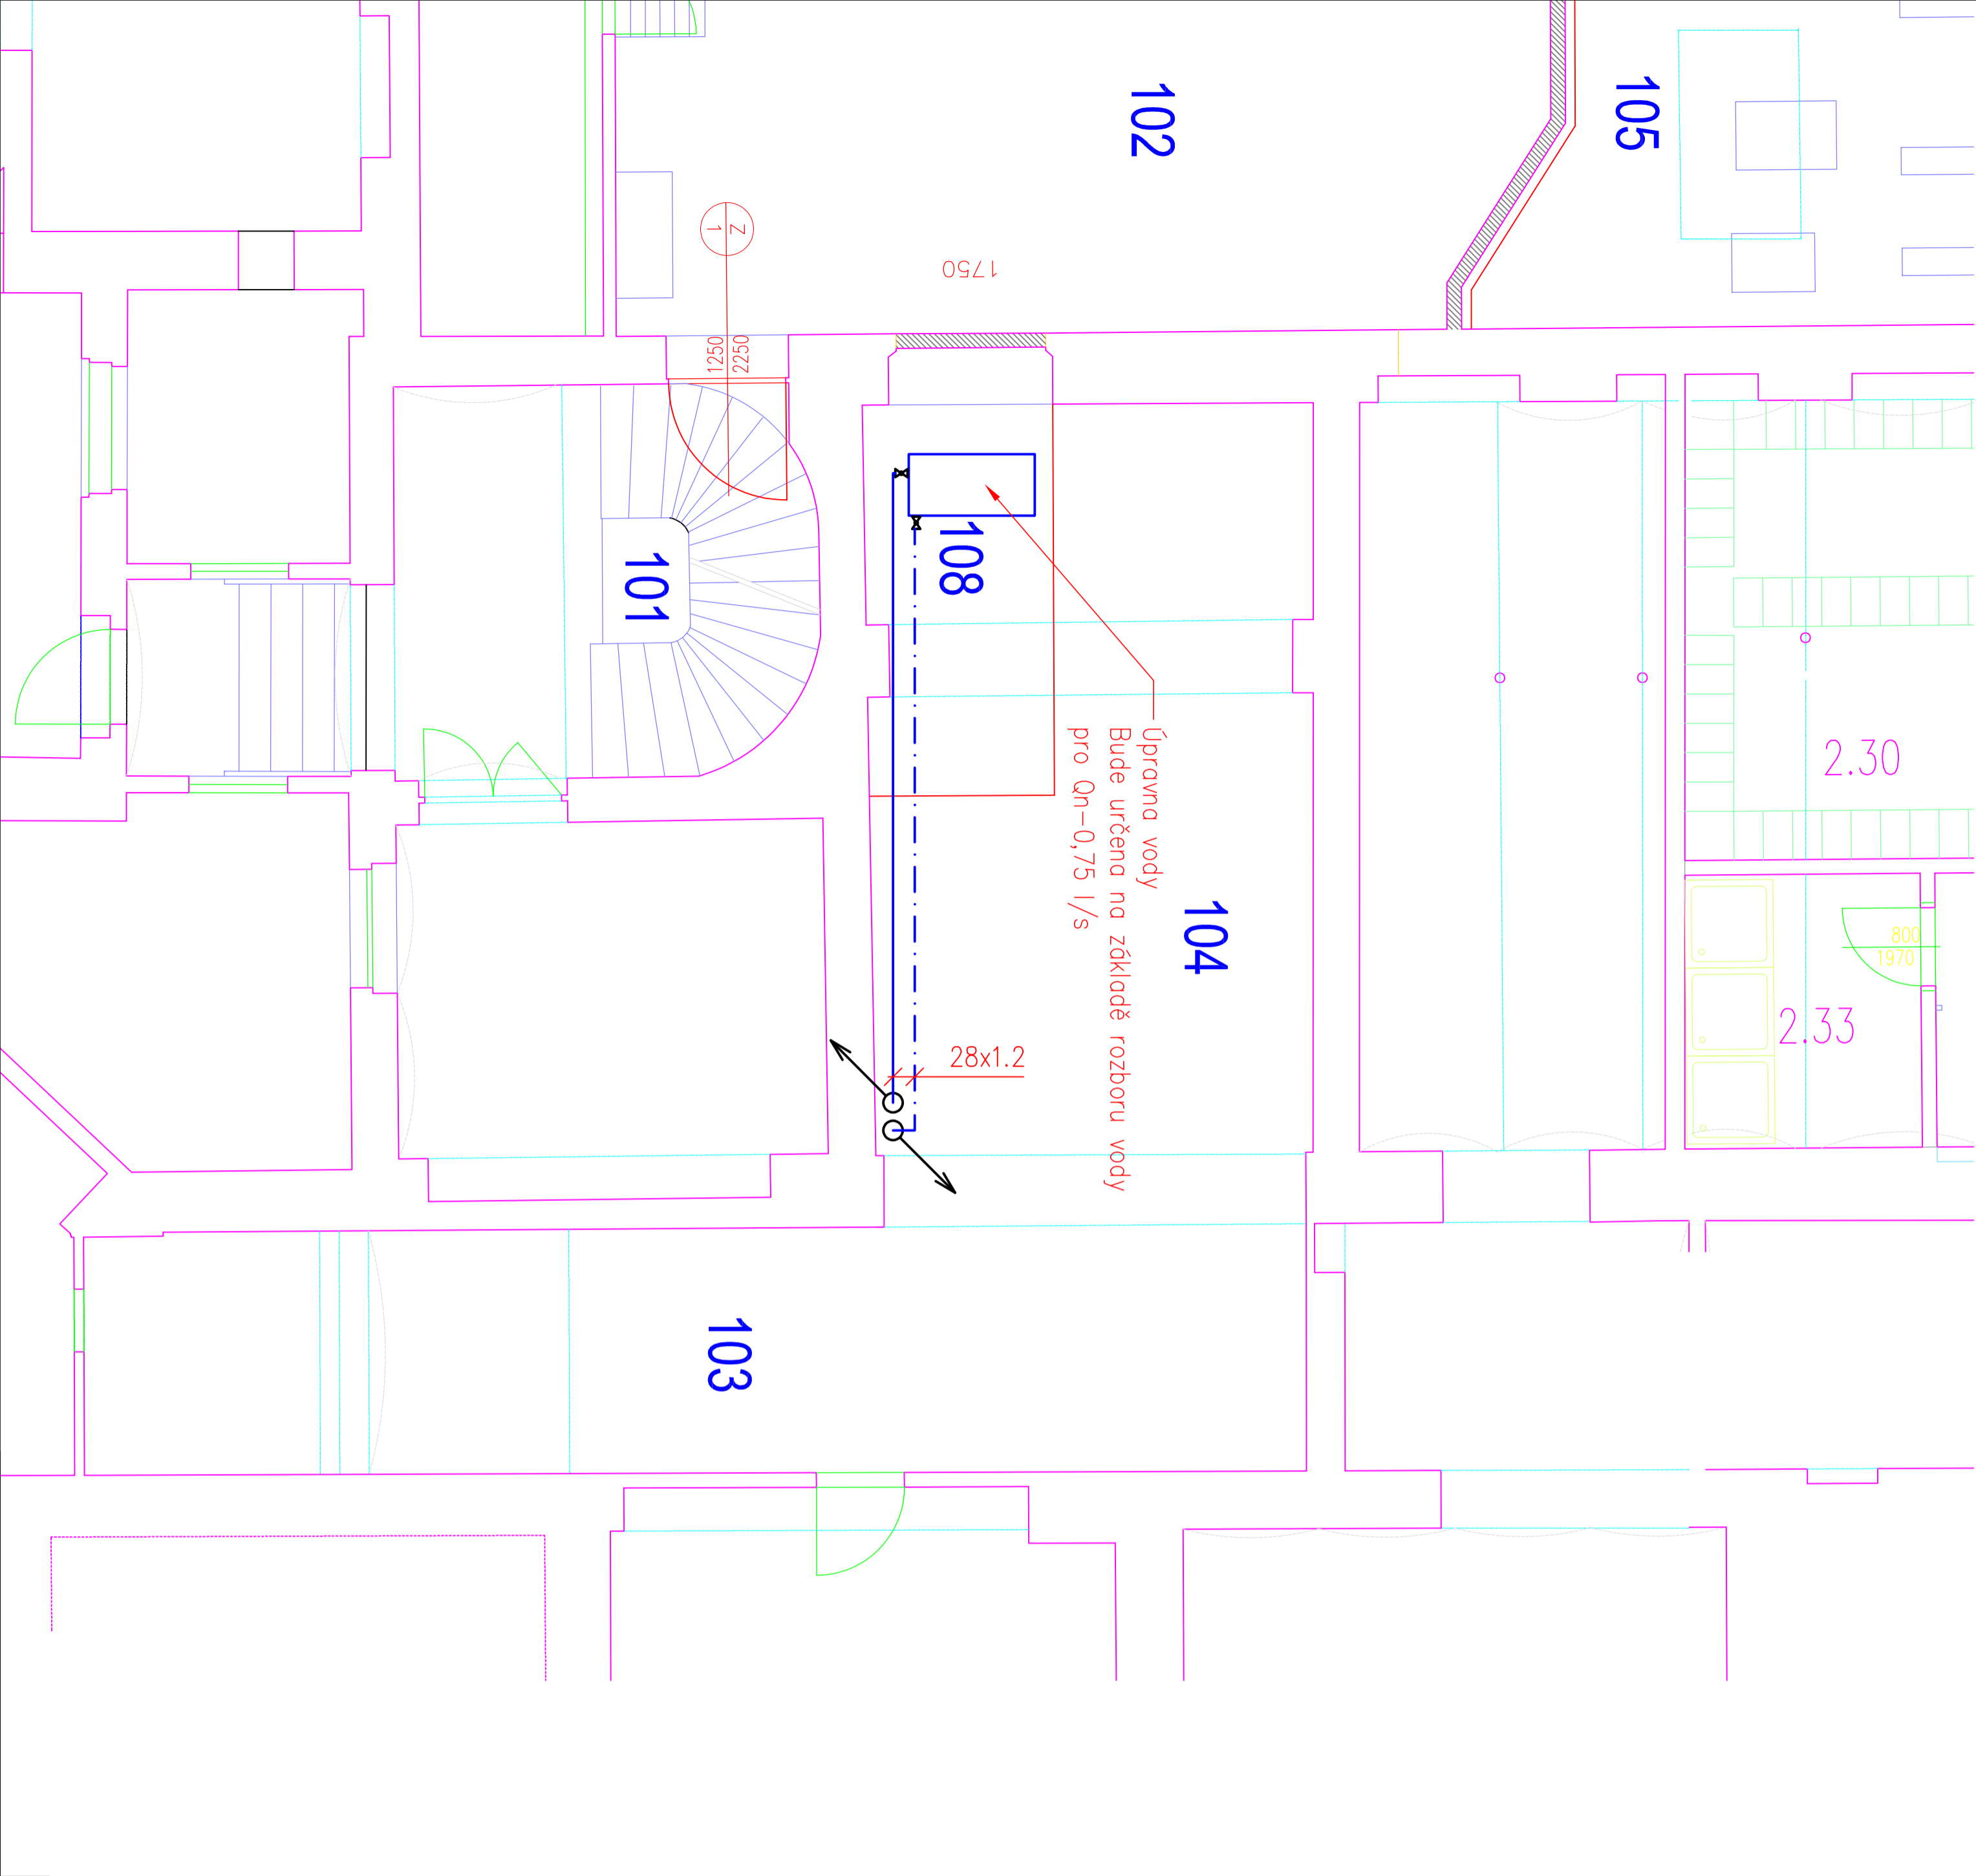 102
105
Z
1
1750
1250
2250
101
108
Úpravna vody
Bude určena na základě rozboru vody
pro Qn-0,75 l/s
2.30
104
800
1970
2.33
28x1.2
103